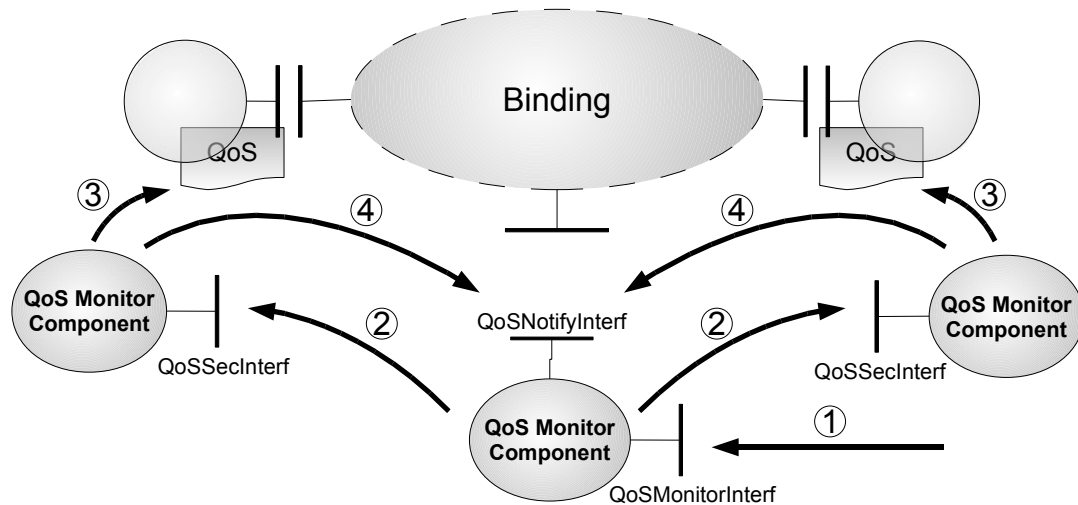 Binding
QoS
QoS
③
④
④
③
QoS Monitor
Component
QoS Monitor
Component
②
QoSNotifyInterf
②
QoSSecInterf
QoSSecInterf
QoS Monitor
Component
①
QoSMonitorInterf